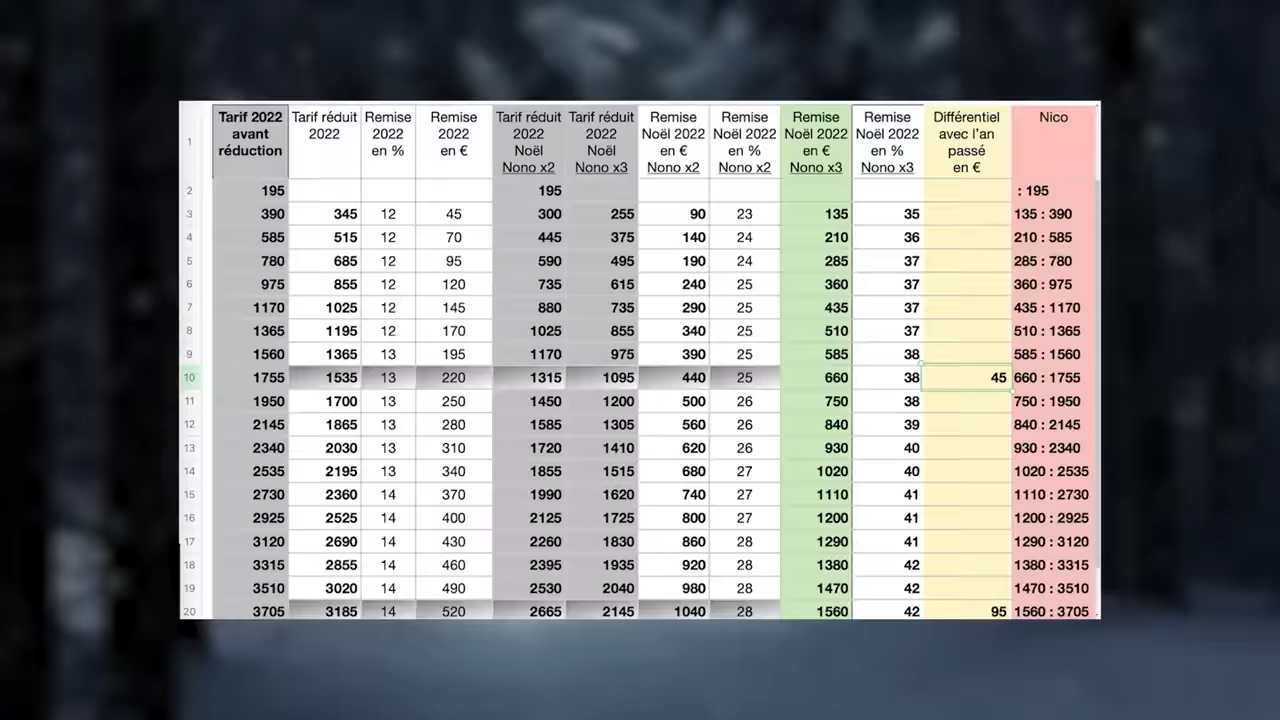 1 Tarif 2022 avant réduction Tarif réduit 2022 Remise 2022 en % Remise 2022 en € Tarif réduit 2022 Noël Nono x2 Tarif réduit 2022 Noël Nono x3 Remise Noël 2022 en € Nono x2 Remise Noël 2022 en % Nono x2 Remise Noël 2022 en € Nono x3 Remise Noël 2022 en % Nono x3 Différentiel avec l'an passé en € Nico
2 195 195 : 195
3 390 345 12 45 300 255 90 23 135 35 135 : 390
4 585 515 12 70 445 375 140 24 210 36 210 : 585
5 780 685 12 95 590 495 190 24 285 37 285 : 780
6 975 855 12 120 735 615 240 25 360 37 360 : 975
7 1170 1025 12 145 880 735 290 25 435 37 435 : 1170
8 1365 1195 12 170 1025 855 340 25 510 37 510 : 1365
9 1560 1365 13 195 1170 975 390 25 585 38 585 : 1560
10 1755 1535 13 220 1315 1095 440 25 660 38 45 660 : 1755
11 1950 1700 13 250 1450 1200 500 26 750 38 750 : 1950
12 2145 1865 13 280 1585 1305 560 26 840 39 840 : 2145
13 2340 2030 13 310 1720 1410 620 26 930 40 930 : 2340
14 2535 2195 13 340 1855 1515 680 27 1020 40 1020 : 2535
15 2730 2360 14 370 1990 1620 740 27 1110 41 1110 : 2730
16 2925 2525 14 400 2125 1725 800 27 1200 41 1200 : 2925
17 3120 2690 14 430 2260 1830 860 28 1290 41 1290 : 3120
18 3315 2855 14 460 2395 1935 920 28 1380 42 1380 : 3315
19 3510 3020 14 490 2530 2040 980 28 1470 42 1470 : 3510
20 3705 3185 14 520 2665 2145 1040 28 1560 42 95 1560 : 3705